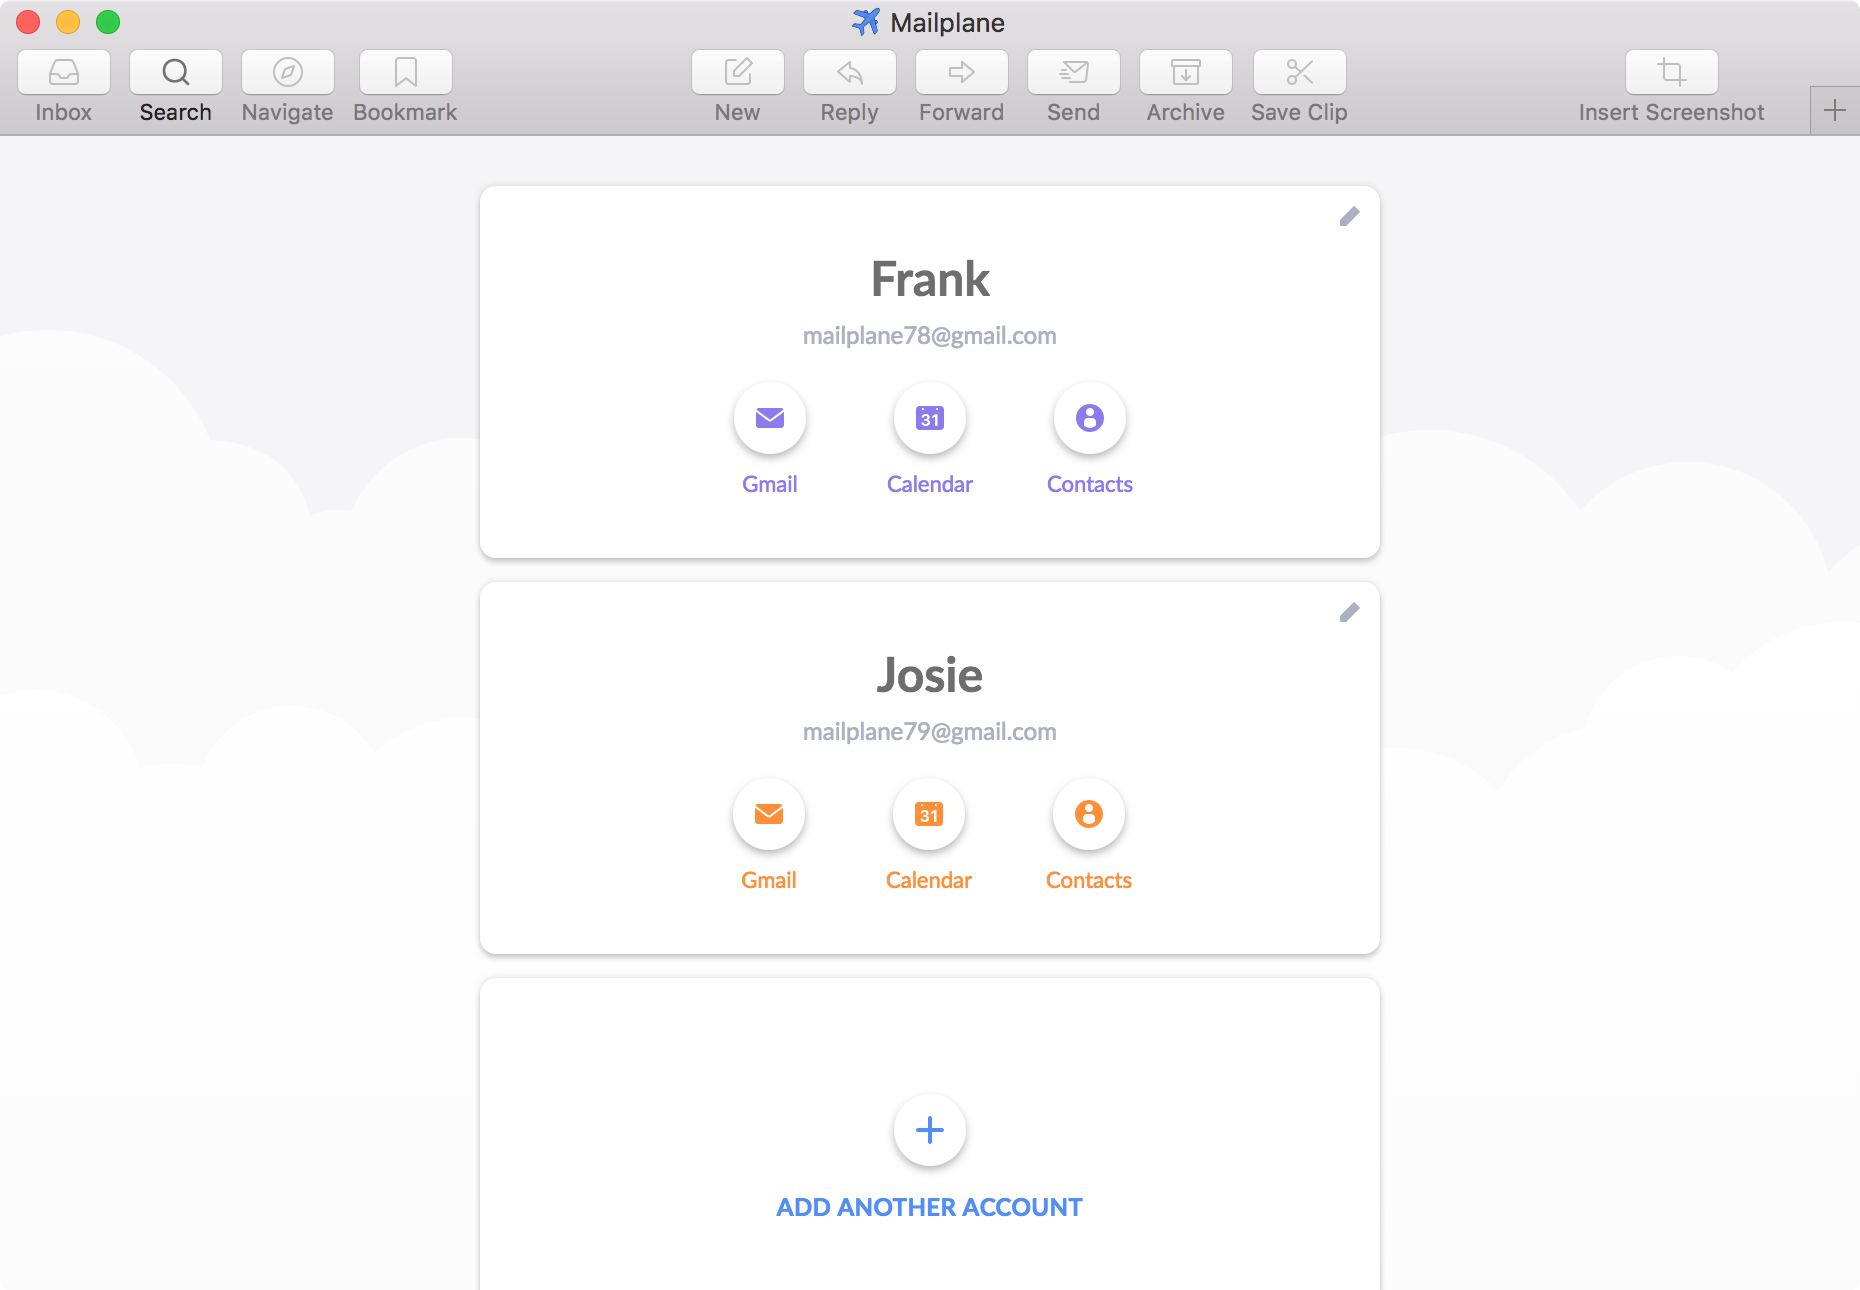 Mailplane
Inbox Search Navigate Bookmark New Reply Forward Send Archive Save Clip Insert Screenshot
Frank
mailplane78@gmail.com
31
Gmail Calendar Contacts
Josie
mailplane79@gmail.com
31
Gmail Calendar Contacts
ADD ANOTHER ACCOUNT